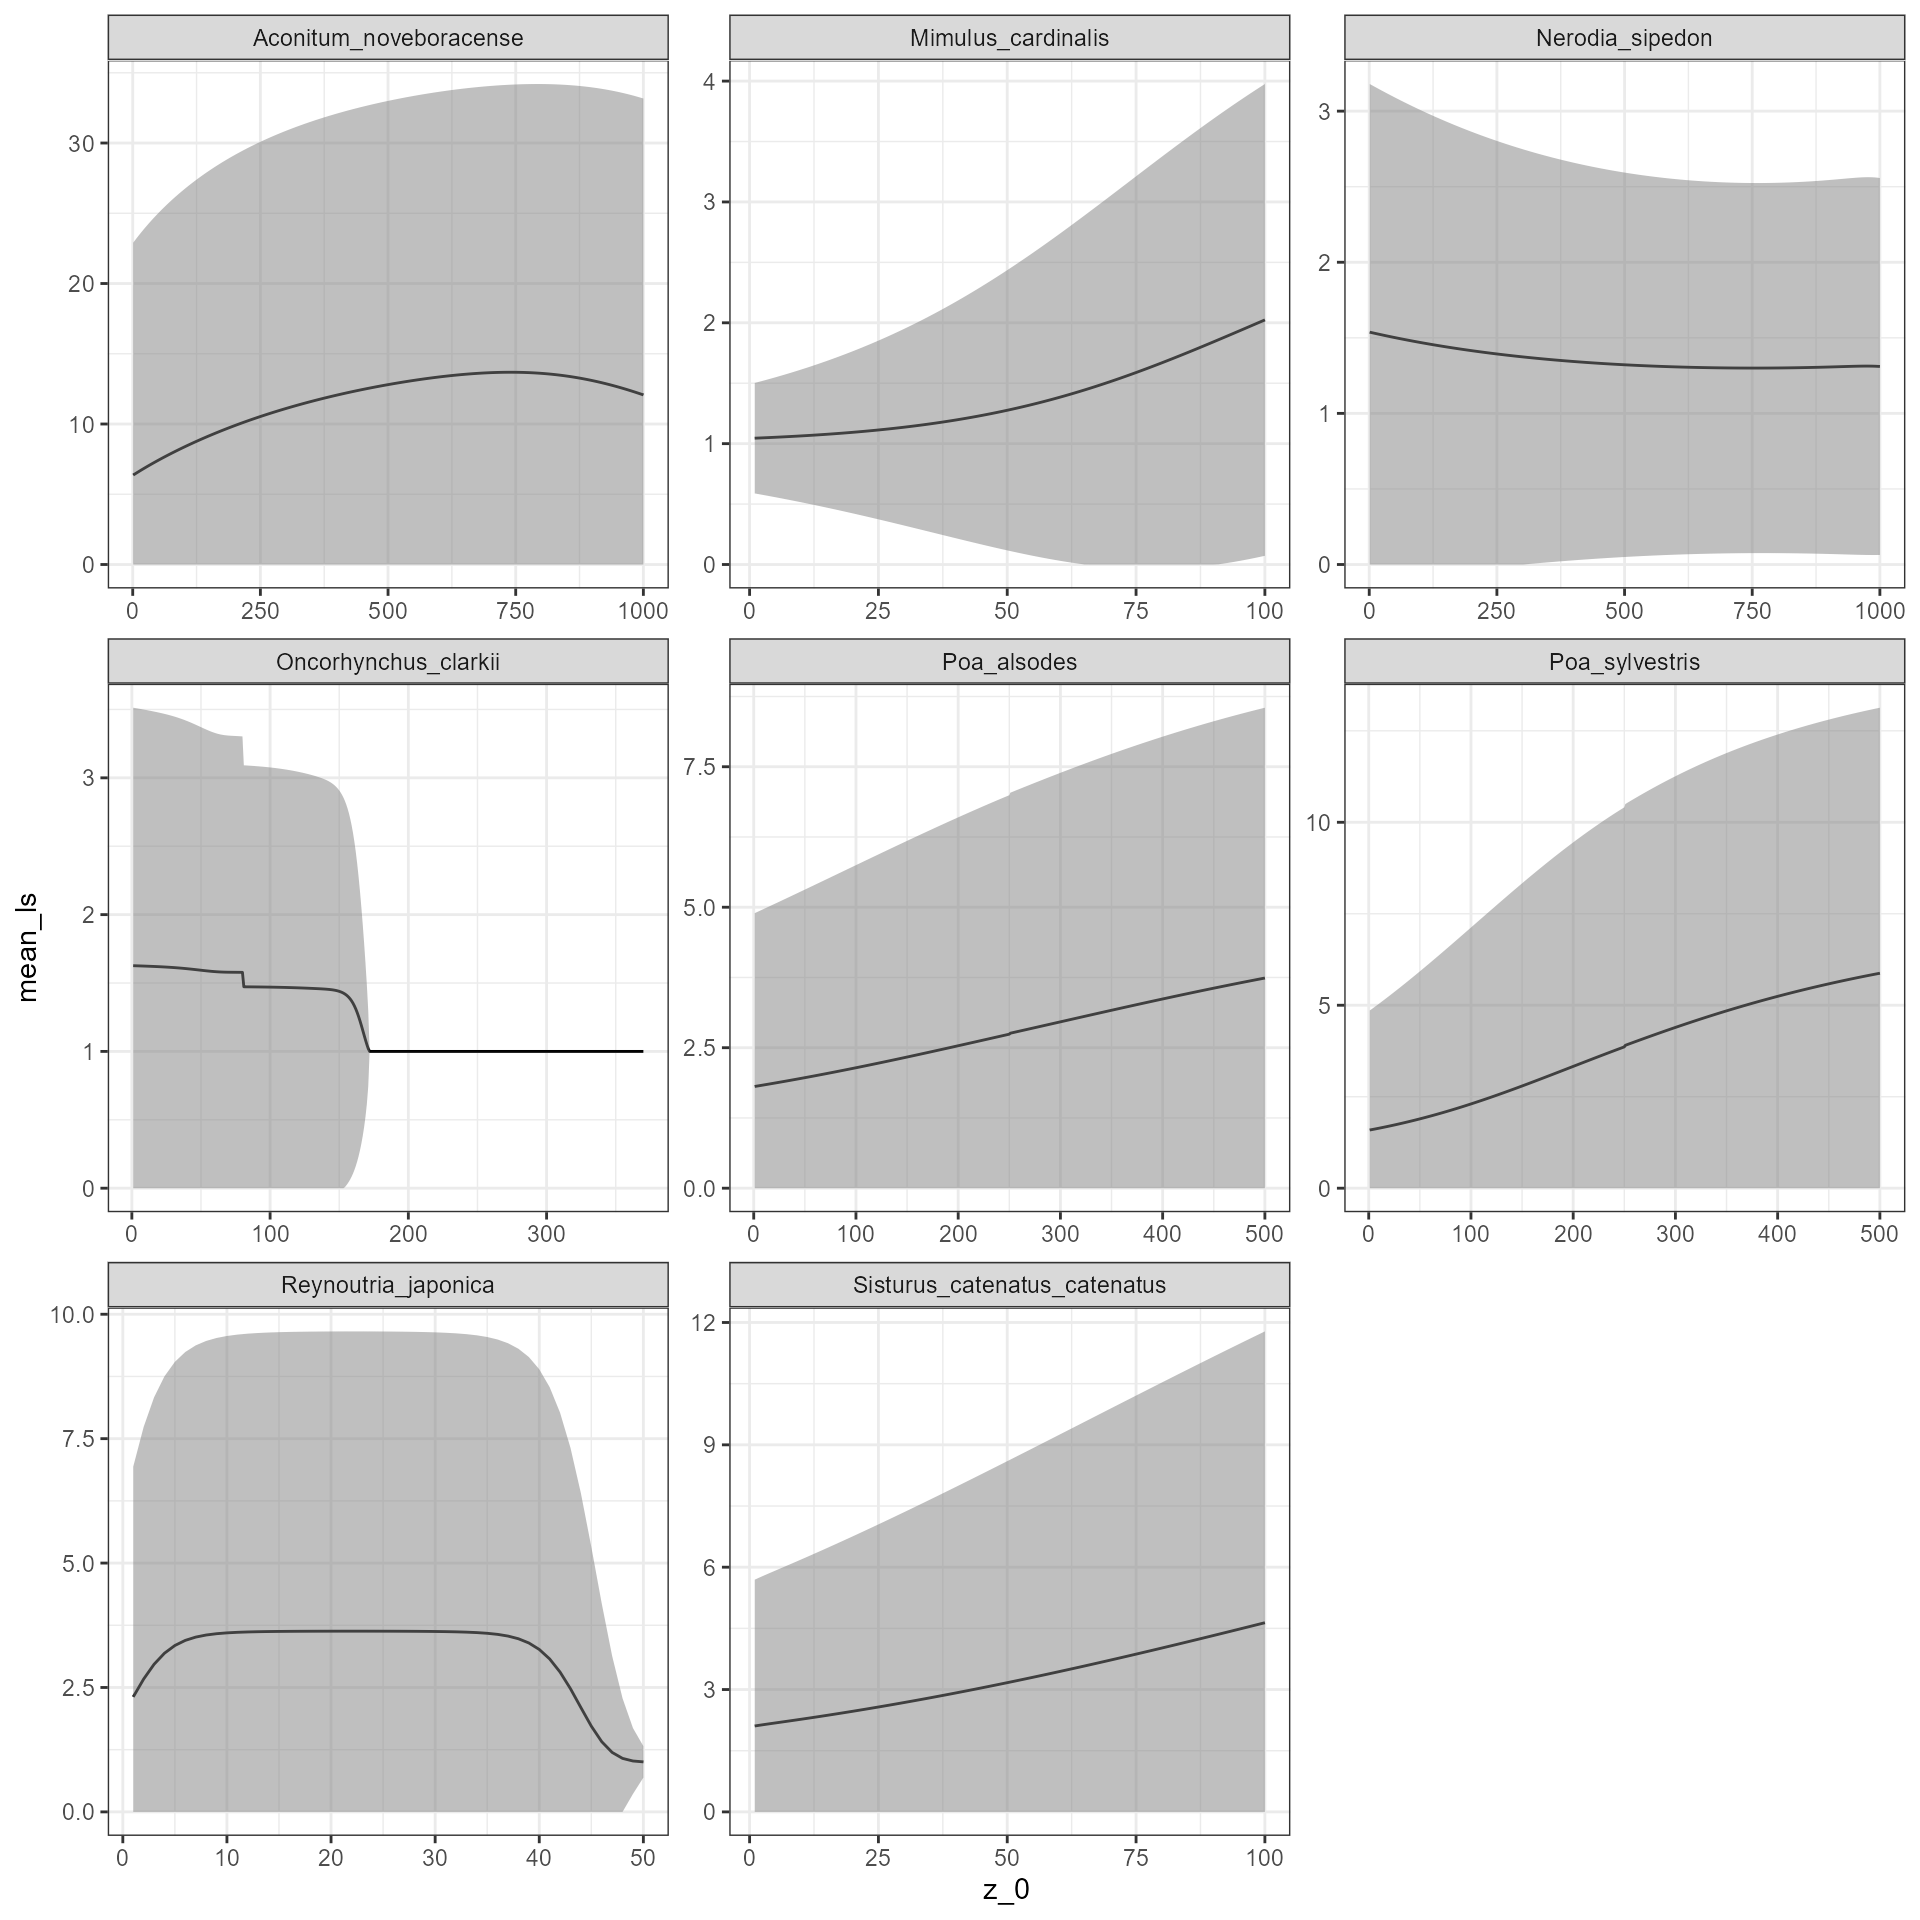 Aconitum_noveboracense
Mimulus_cardinalis
Nerodia_sipedon
30
20
10
0
0 250 500 750 1000
4
3
2
1
0
0 25 50 75 100
3
2
1
0
0 250 500 750 1000
Oncorhynchus_clarkii
Poa_alsodes
Poa_sylvestris
mean_ls
3
2
1
0
0 100 200 300
7.5
5.0
2.5
0.0
0 100 200 300 400 500
10
5
0
0 100 200 300 400 500
Reynoutria_japonica
Sisturus_catenatus_catenatus
10.0
7.5
5.0
2.5
0.0
0 10 20 30 40 50
12
9
6
3
0
0 25 50 75 100
z_0